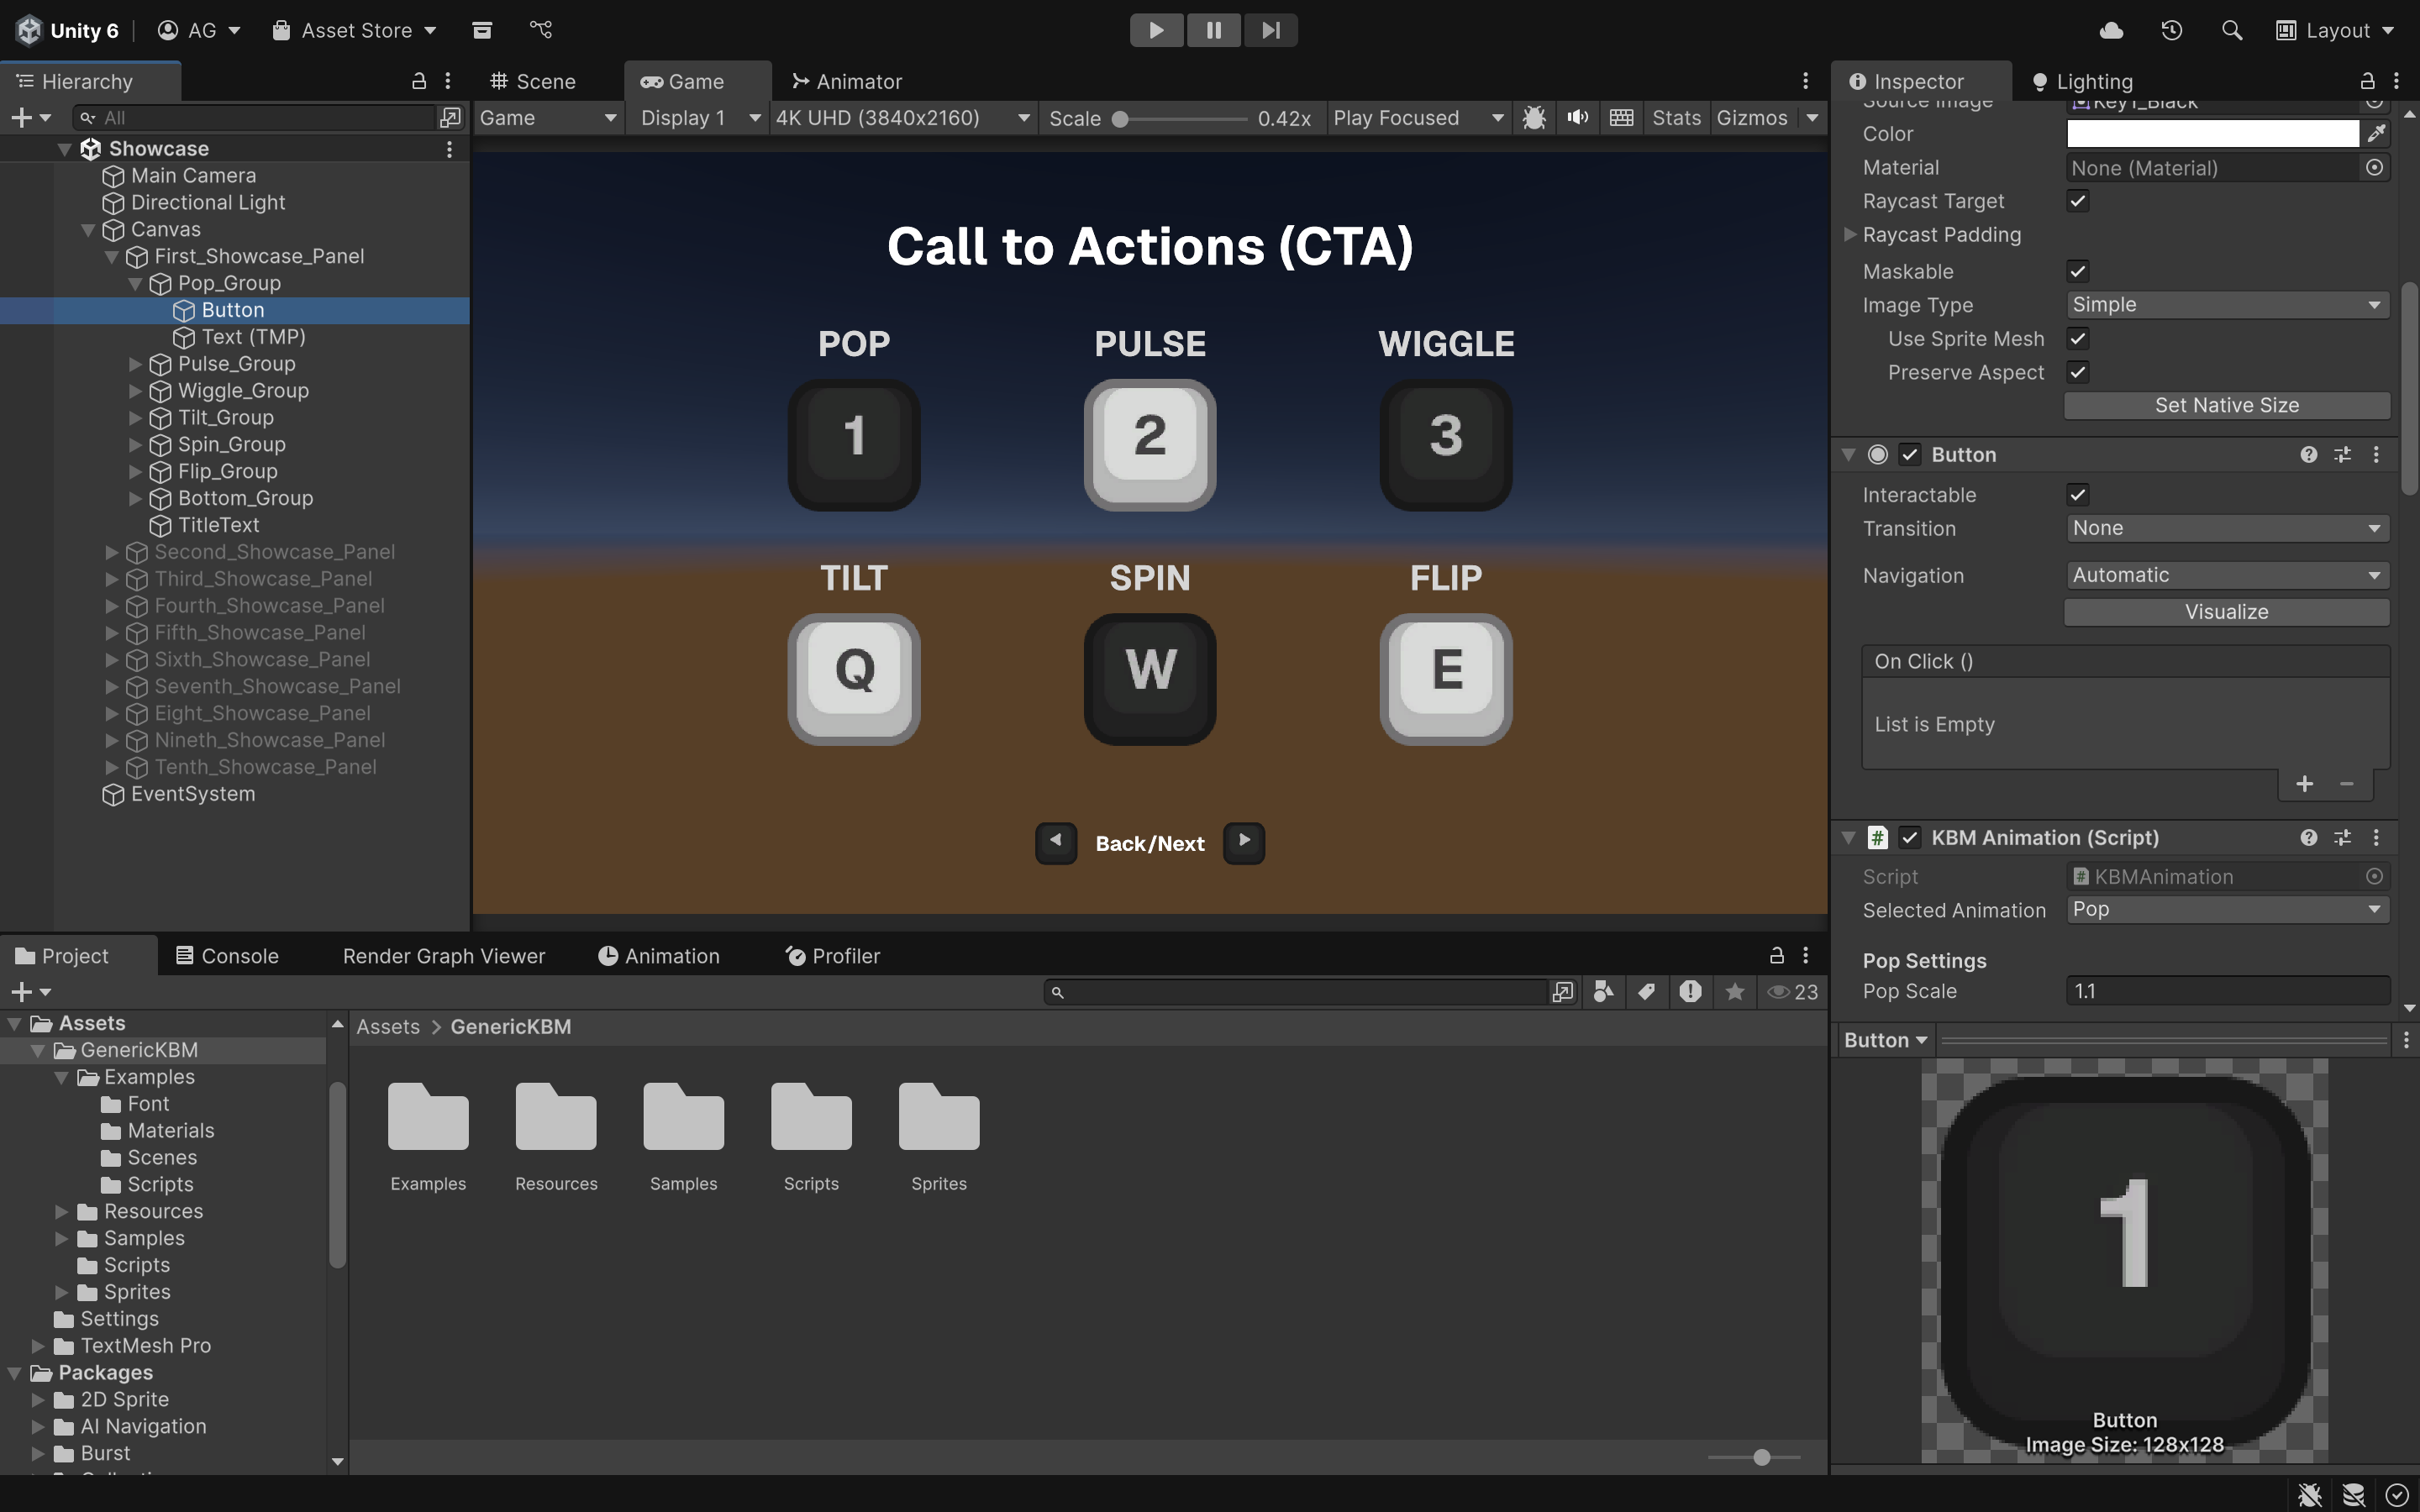 Unity 6 AG Asset Store Layout
Hierarchy
All
Showcase
Main Camera
Directional Light
Canvas
First_Showcase_Panel
Pop_Group
Button
Text (TMP)
Pulse_Group
Wiggle_Group
Tilt_Group
Spin_Group
Flip_Group
Bottom_Group
TitleText
Second_Showcase_Panel
Third_Showcase_Panel
Fourth_Showcase_Panel
Fifth_Showcase_Panel
Sixth_Showcase_Panel
Seventh_Showcase_Panel
Eight_Showcase_Panel
Nineth_Showcase_Panel
Tenth_Showcase_Panel
EventSystem
Scene Game Animator
Game Display 1 4K UHD (3840x2160) Scale 0.42x Play Focused Stats Gizmos
Call to Actions (CTA)
POP PULSE WIGGLE
1 2 3
TILT SPIN FLIP
Q W E
Back/Next
Inspector Lighting
Source Image Key1_Black
Color
Material None (Material)
Raycast Target
Raycast Padding
Maskable
Image Type Simple
Use Sprite Mesh
Preserve Aspect
Set Native Size
Button
Interactable
Transition None
Navigation Automatic
Visualize
On Click ()
List is Empty
KBM Animation (Script)
Script KBMAnimation
Selected Animation Pop
Pop Settings
Pop Scale 1.1
Button
1
Button
Image Size: 128x128
Project Console Render Graph Viewer Animation Profiler
23
Assets
GenericKBM
Examples
Font
Materials
Scenes
Scripts
Resources
Samples
Scripts
Sprites
Settings
TextMesh Pro
Packages
2D Sprite
AI Navigation
Burst
Assets > GenericKBM
Examples Resources Samples Scripts Sprites